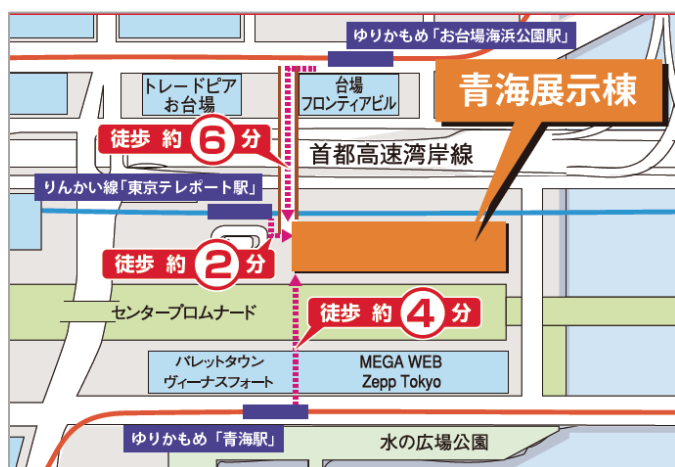 ゆりかもめ「お台場海浜公園駅」
トレードピア
お台場
台場
フロンティアビル
青海展示棟
徒歩 約6分
首都高速湾岸線
りんかい線「東京テレポート駅」
徒歩 約2分
センタープロムナード
徒歩 約4分
パレットタウン
ヴィーナスフォート
MEGA WEB
Zepp Tokyo
ゆりかもめ「青海駅」
水の広場公園